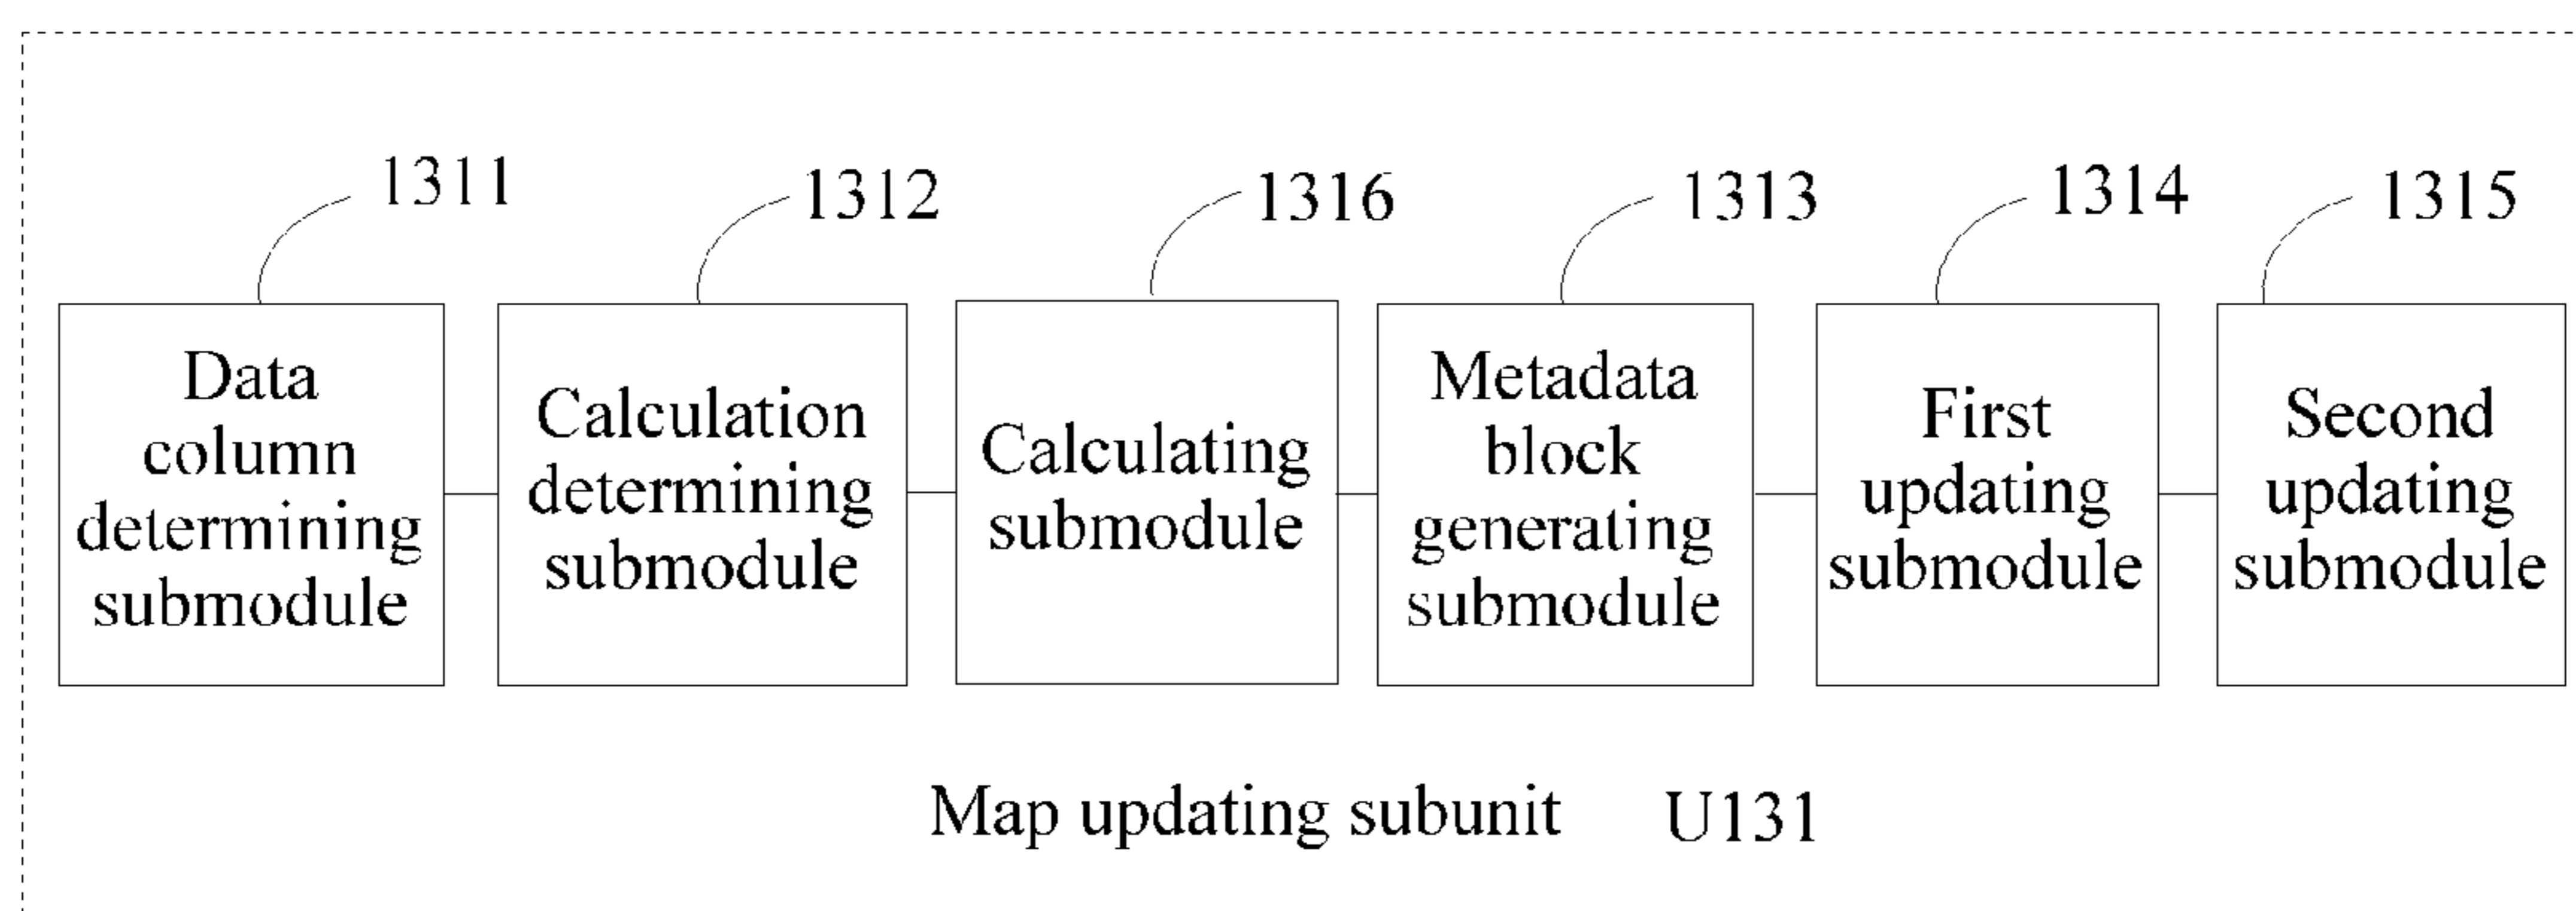 1311
1312
1316
1313
1314
1315
Data
column
determining
submodule
Calculation
determining
submodule
Calculating
submodule
Metadata
block
generating
submodule
First
updating
submodule
Second
updating
submodule
Map updating subunit U131